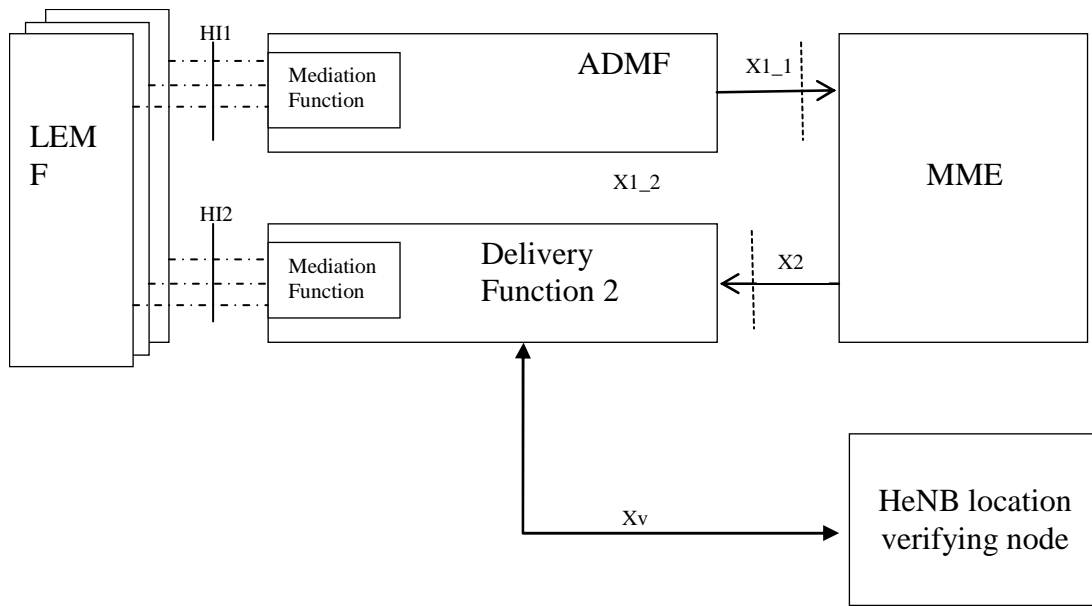 HI1
ADMF
X1_1
Mediation
Function
LEM
F
MME
X1_2
HI2
Delivery
Function 2
X2
Mediation
Function
HeNB location
verifying node
Xv